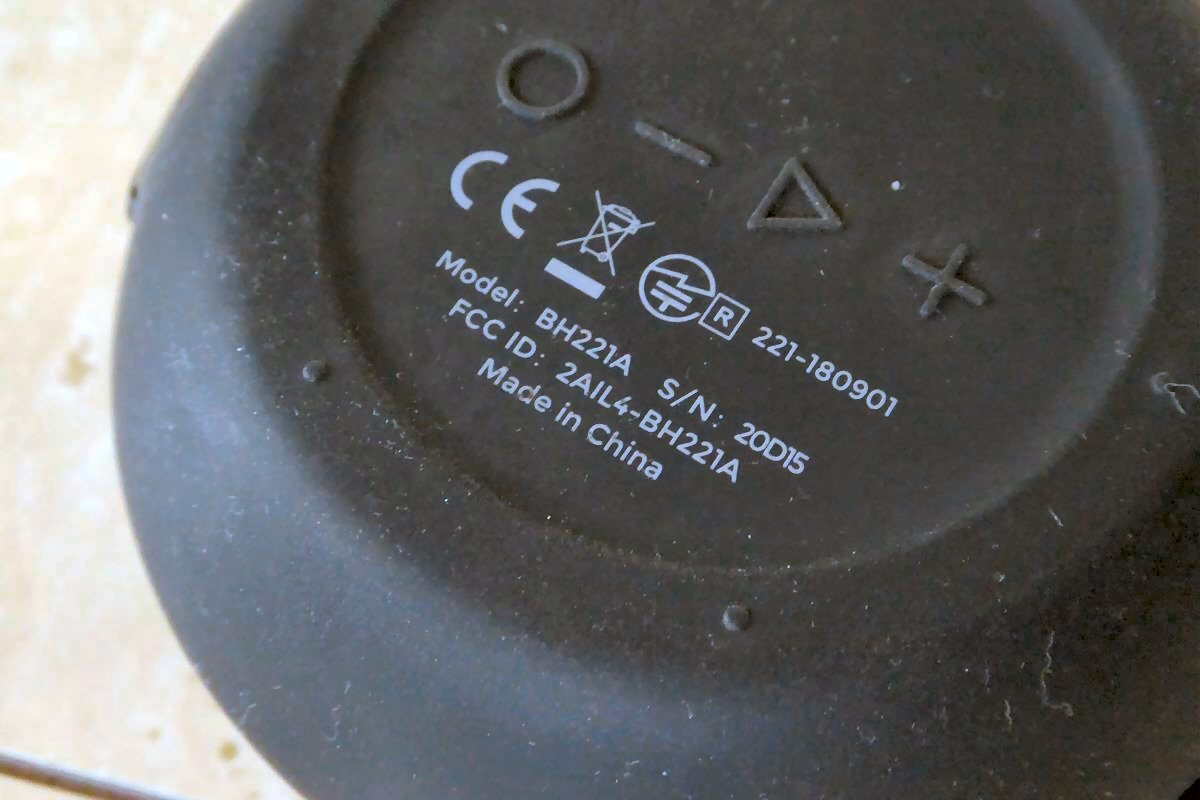 CE
R 221-180901
Model: BH221A S/N: 20D15
FCC ID: 2AIL4-BH221A
Made in China